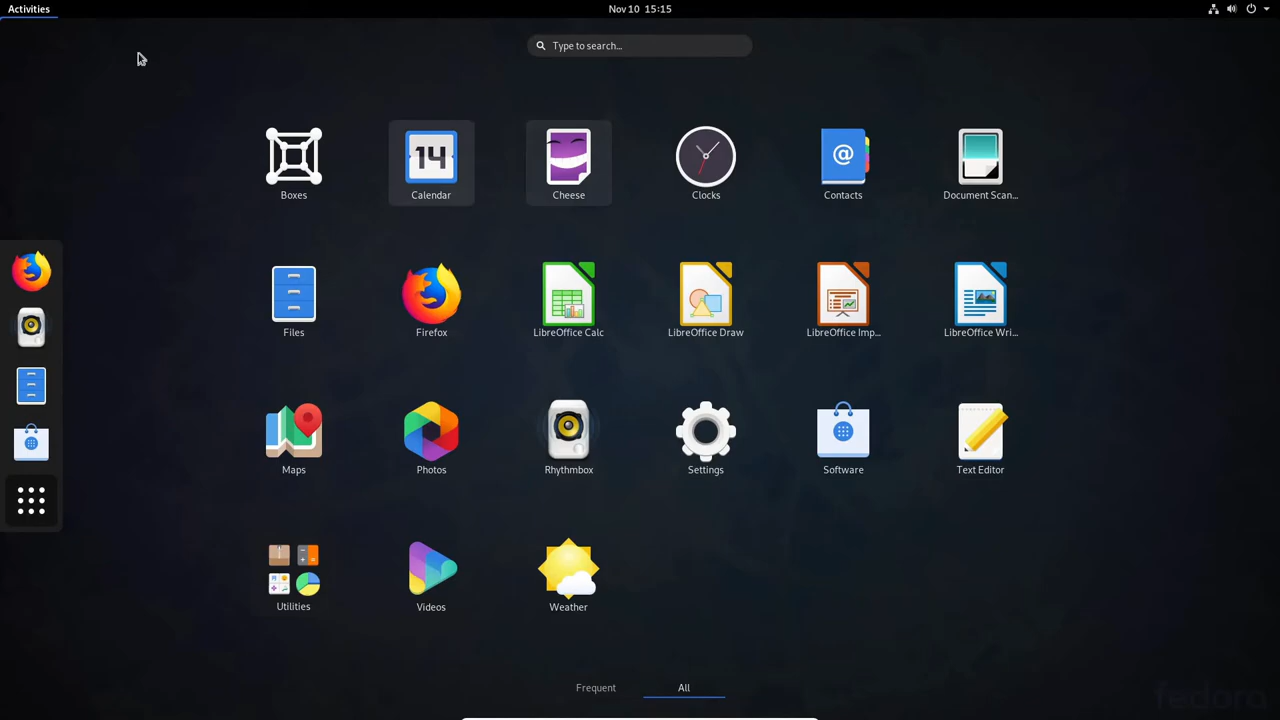 Activities
Nov 10 15:15
Type to search...
14
@
Boxes
Calendar
Cheese
Clocks
Contacts
Document Scan...
Files
Firefox
LibreOffice Calc
LibreOffice Draw
LibreOffice Imp...
LibreOffice Wri...
Maps
Photos
Rhythmbox
Settings
Software
Text Editor
Utilities
Videos
Weather
Frequent
All
fedora